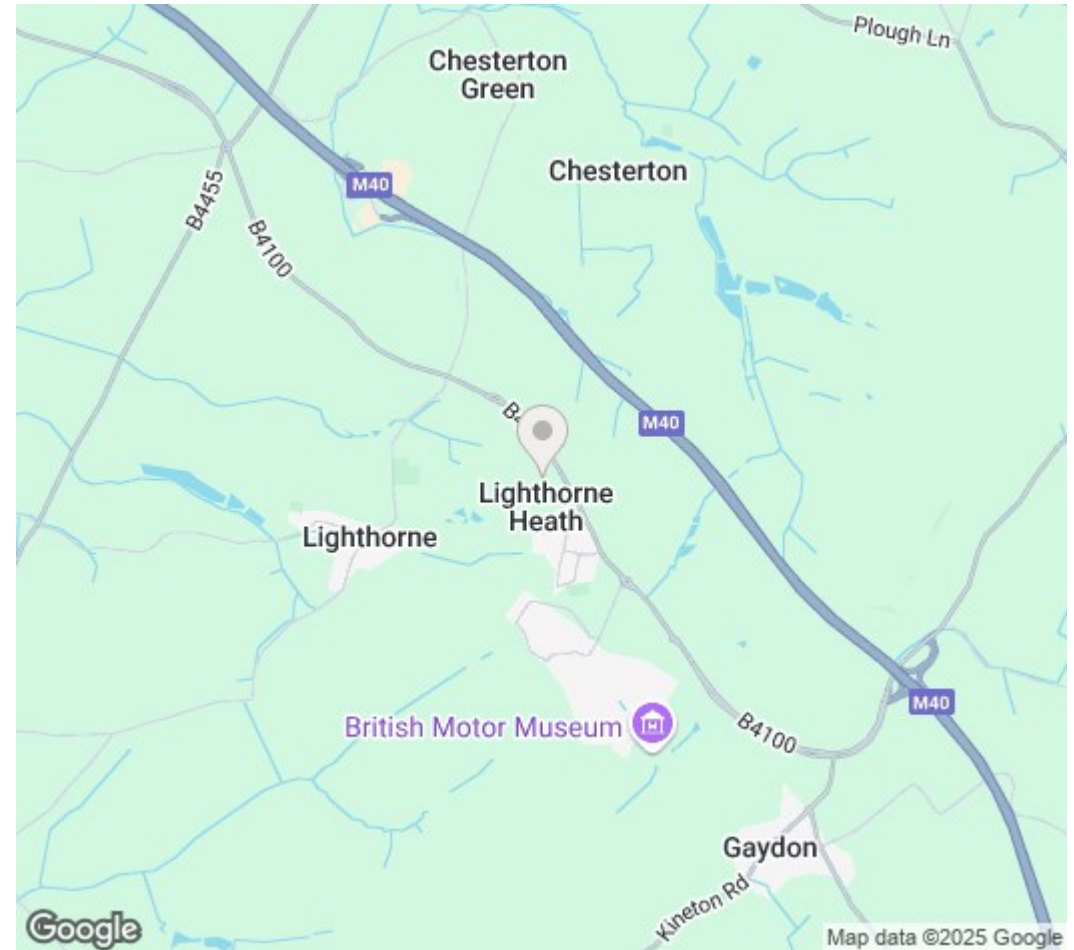 Plough Ln
Chesterton
Green
Chesterton
M40
B4455
B4100
M40
Lighthorne
Heath
Lighthorne
M40
British Motor Museum
B4100
Gaydon
Kineton Rd
Google
Map data ©2025 Google